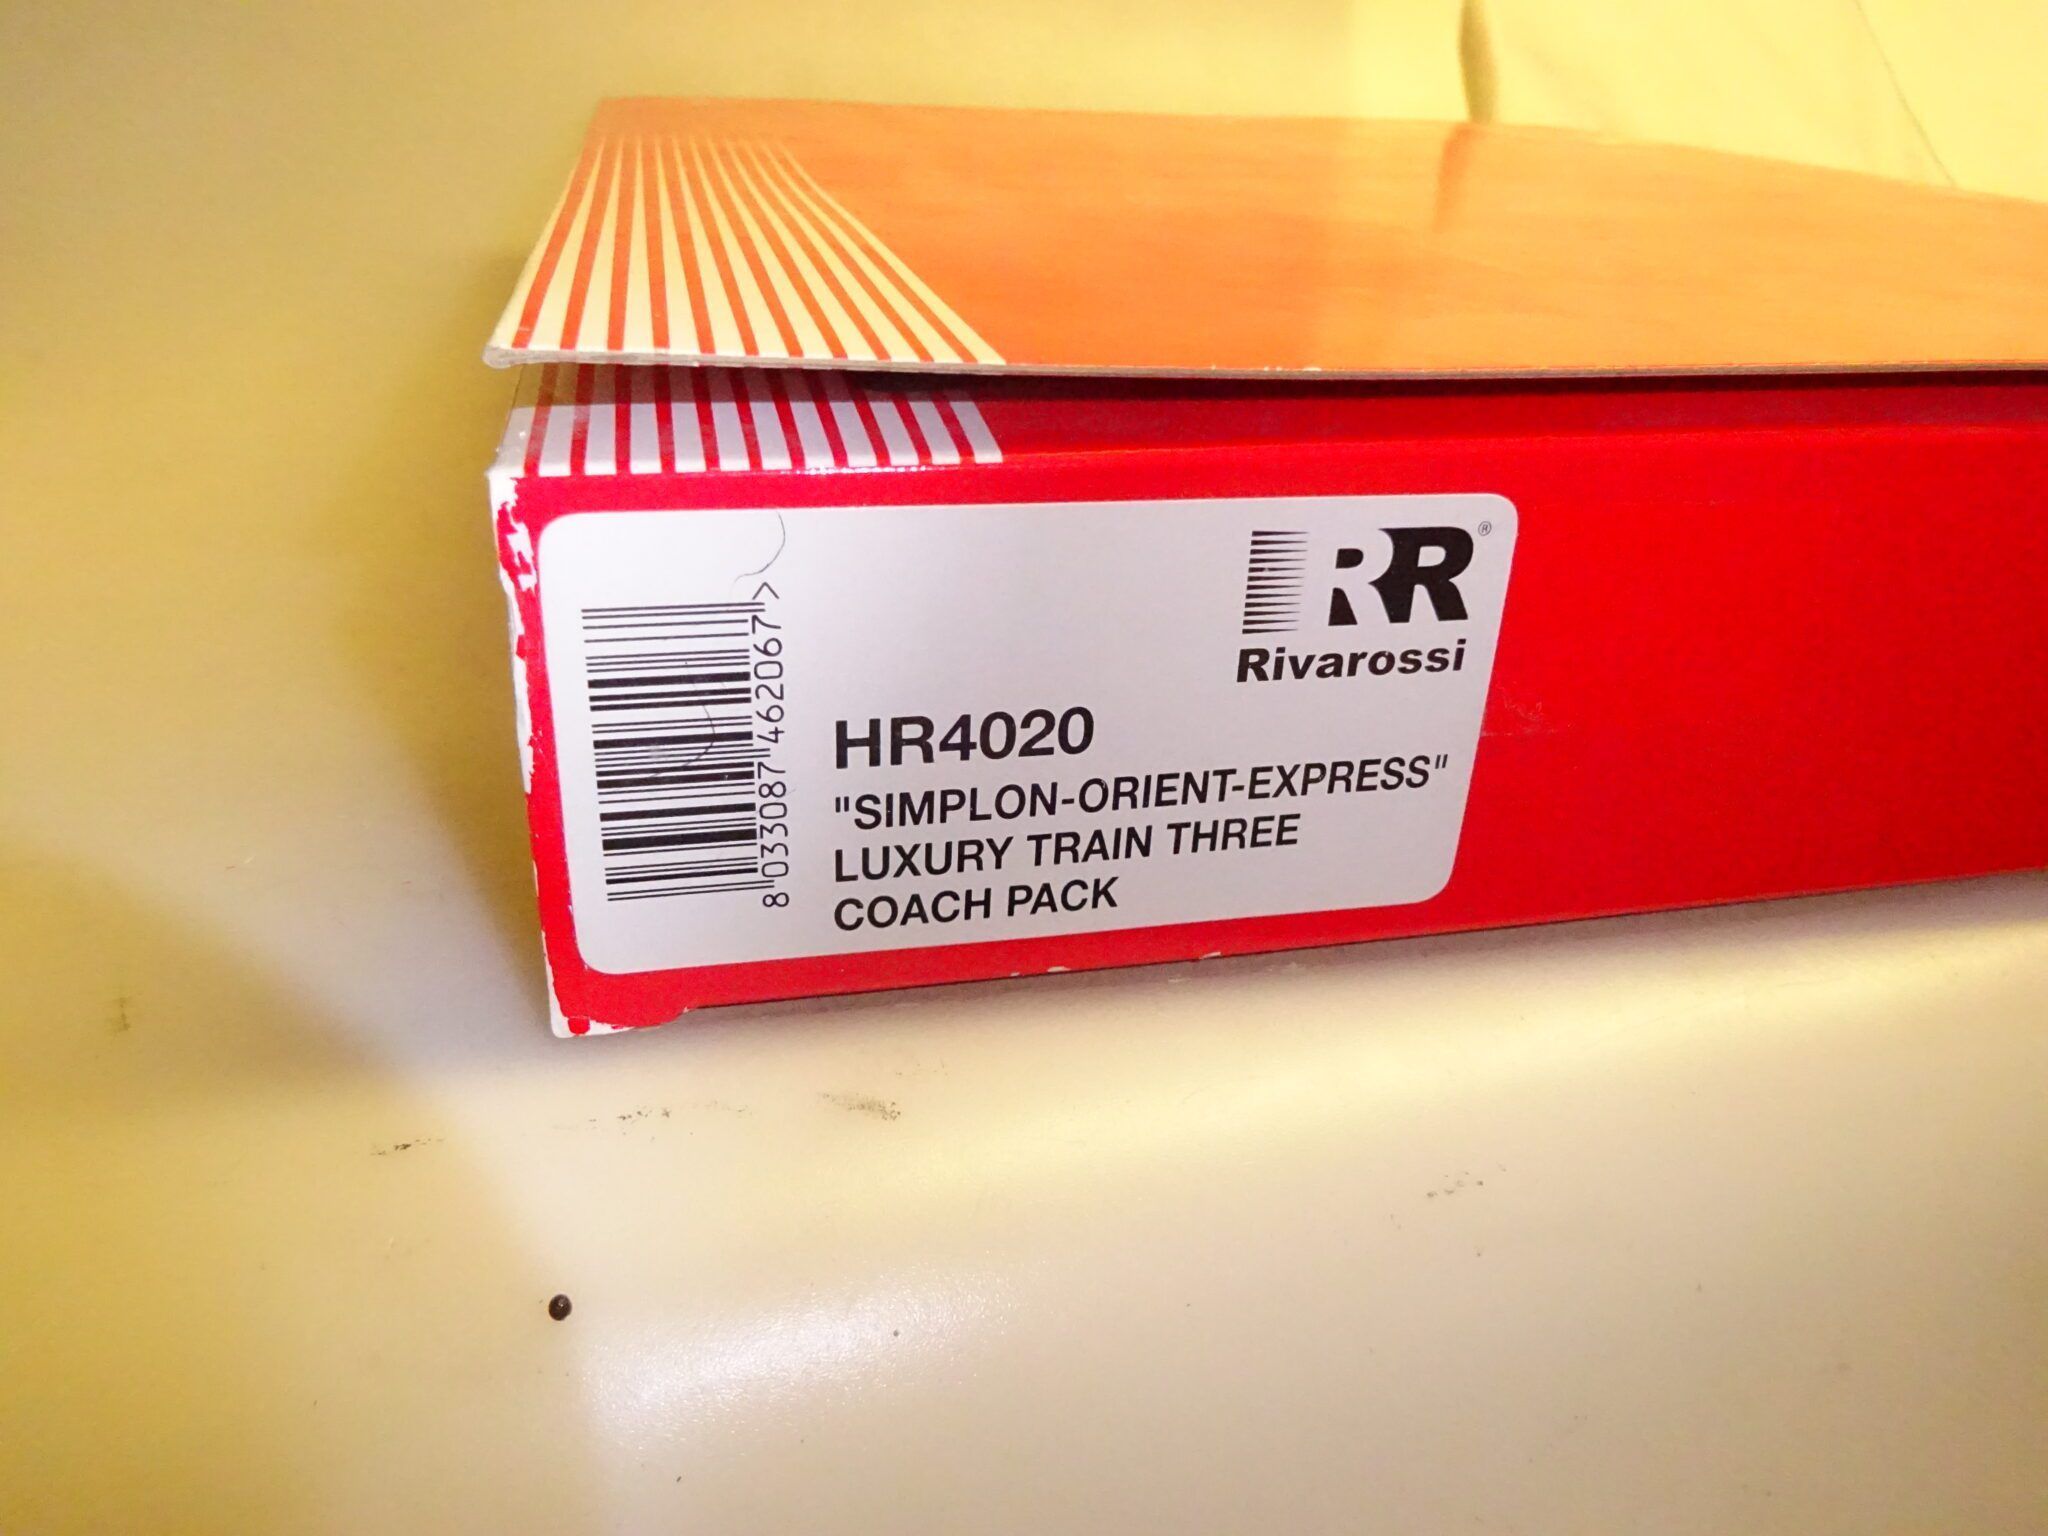 RR®
Rivarossi
8 033087 462067 >
HR4020
"SIMPLON-ORIENT-EXPRESS"
LUXURY TRAIN THREE
COACH PACK